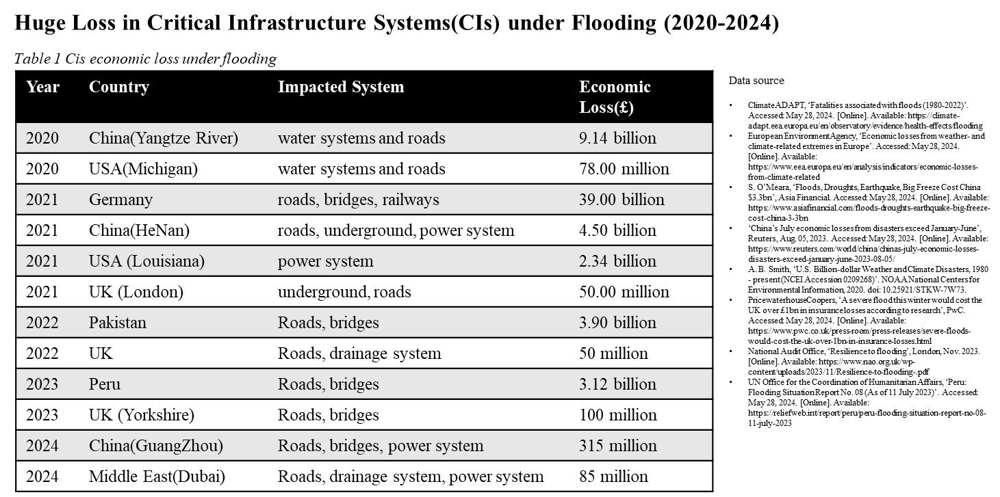 Huge Loss in Critical Infrastructure Systems(CIs) under Flooding (2020-2024)
Table 1 Cis economic loss under flooding
Year Country Impacted System Economic Loss(£)
2020 China(Yangtze River) water systems and roads 9.14 billion
2020 USA(Michigan) water systems and roads 78.00 million
2021 Germany roads, bridges, railways 39.00 billion
2021 China(HeNan) roads, underground, power system 4.50 billion
2021 USA (Louisiana) power system 2.34 billion
2021 UK (London) underground, roads 50.00 million
2022 Pakistan Roads, bridges 3.90 billion
2022 UK Roads, drainage system 50 million
2023 Peru Roads, bridges 3.12 billion
2023 UK (Yorkshire) Roads, bridges 100 million
2024 China(GuangZhou) Roads, bridges, power system 315 million
2024 Middle East(Dubai) Roads, drainage system, power system 85 million
Data source
• ClimateADAPT, ‘Fatalities associated with floods (1980-2022)’.
Accessed: May 28, 2024. [Online]. Available: https://climate-
adapt.eea.europa.eu/en/observatory/evidence/health-effects/flooding
• European Environment Agency, ‘Economic losses from weather- and
climate-related extremes in Europe’. Accessed: May 28, 2024.
[Online]. Available:
https://www.eea.europa.eu/en/analysis/indicators/economic-losses-
from-climate-related
• S. O’Meara, ‘Floods, Droughts, Earthquake, Big Freeze Cost China
$3.3bn’, Asia Financial. Accessed: May 28, 2024. [Online]. Available:
https://www.asiafinancial.com/floods-droughts-earthquake-big-freeze-
cost-china-3-3bn
• ‘China’s July economic losses from disasters exceed January-June’,
Reuters, Aug. 05, 2023. Accessed: May 28, 2024. [Online]. Available:
https://www.reuters.com/world/china/chinas-july-economic-losses-
disasters-exceed-january-june-2023-08-05/
• A. B. Smith, ‘U.S. Billion-dollar Weather and Climate Disasters, 1980
- present (NCEI Accession 0209268)’. NOAA National Centers for
Environmental Information, 2020. doi: 10.25921/STKW-7W73.
• PricewaterhouseCoopers, ‘A severe flood this winter would cost the
UK over £1bn in insurance losses according to research’, PwC.
Accessed: May 28, 2024. [Online]. Available:
https://www.pwc.co.uk/press-room/press-releases/severe-floods-
would-cost-the-uk-over-1bn-in-insurance-losses.html
• National Audit Office, ‘Resilience to flooding’, London, Nov. 2023.
[Online]. Available: https://www.nao.org.uk/wp-
content/uploads/2023/11/Resilience-to-flooding-.pdf
• UN Office for the Coordination of Humanitarian Affairs, ‘Peru:
Flooding Situation Report No. 08 (As of 11 July 2023)’. Accessed:
May 28, 2024. [Online]. Available:
https://reliefweb.int/report/peru/peru-flooding-situation-report-no-08-
11-july-2023